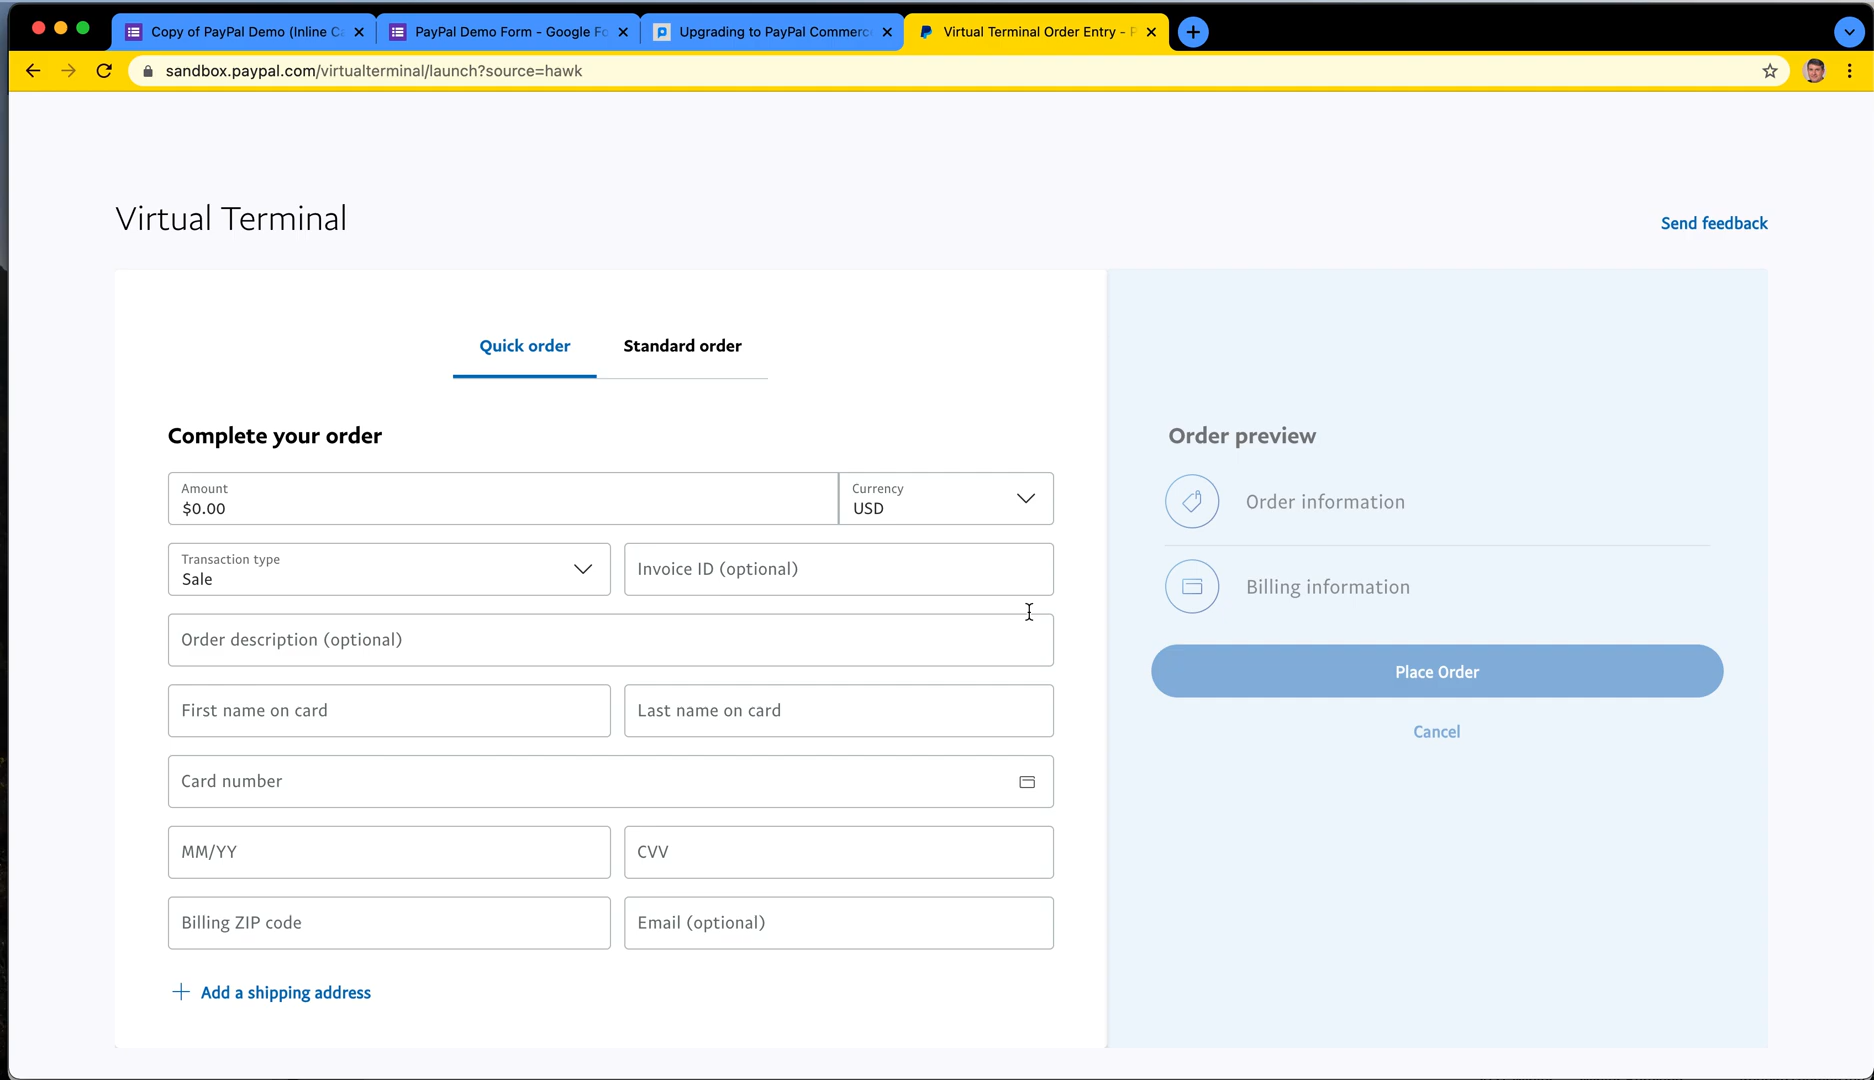 Copy of PayPal Demo (Inline C
PayPal Demo Form - Google Fo
Upgrading to PayPal Commerc
Virtual Terminal Order Entry - P
sandbox.paypal.com/virtualterminal/launch?source=hawk
Virtual Terminal
Send feedback
Quick order
Standard order
Complete your order
Amount
$0.00
Currency
USD
Transaction type
Sale
Invoice ID (optional)
Order description (optional)
First name on card
Last name on card
Card number
MM/YY
CVV
Billing ZIP code
Email (optional)
Add a shipping address
Order preview
Order information
Billing information
Place Order
Cancel